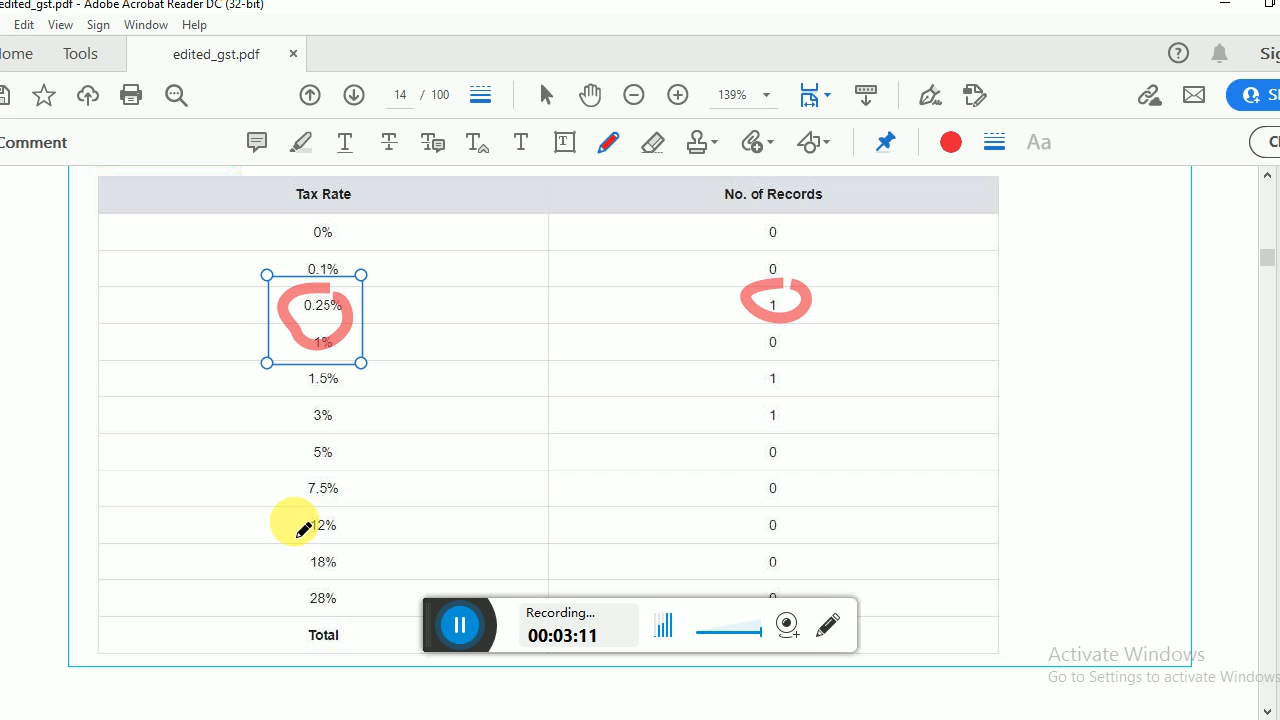 edited_gst.pdf - Adobe Acrobat Reader DC (32-bit)
Edit View Sign Window Help
ome Tools edited_gst.pdf ×
14 / 100 139%
Comment Aa
Tax Rate No. of Records
0% 0
0.1% 0
0.25% 1
1% 0
1.5% 1
3% 1
5% 0
7.5% 0
12% 0
18% 0
28% 0
Total
Recording...
00:03:11
Activate Windows
Go to Settings to activate Windows